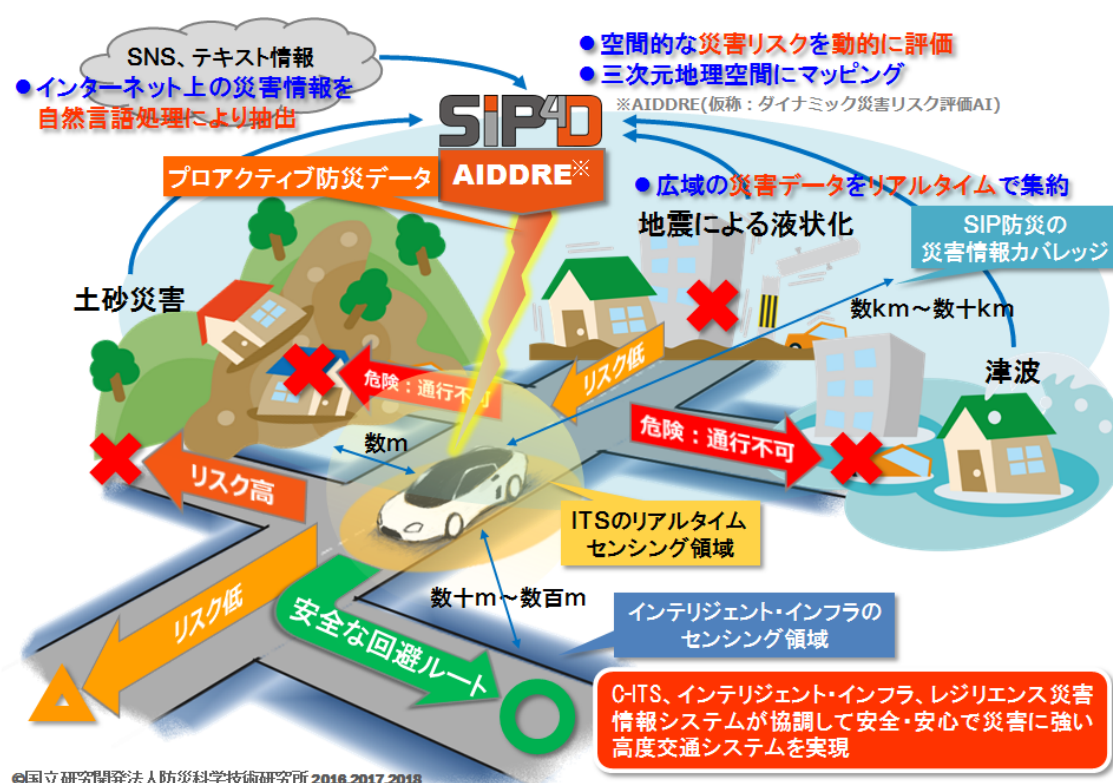 SNS、テキスト情報
●インターネット上の災害情報を
自然言語処理により抽出
●空間的な災害リスクを動的に評価
●三次元地理空間にマッピング
※AIDDRE(仮称：ダイナミック災害リスク評価AI)
SIP4D
AIDDRE※
プロアクティブ防災データ
●広域の災害データをリアルタイムで集約
地震による液状化
SIP防災の
災害情報カバレッジ
土砂災害
数km～数十km
津波
リスク低
危険：通行不可
危険：通行不可
数m
リスク高
ITSのリアルタイム
センシング領域
数十m～数百m
リスク低
安全な回避ルート
インテリジェント・インフラの
センシング領域
C-ITS、インテリジェント・インフラ、レジリエンス災害
情報システムが協調して安全・安心で災害に強い
高度交通システムを実現
©国立研究開発法人防災科学技術研究所 2016,2017,2018